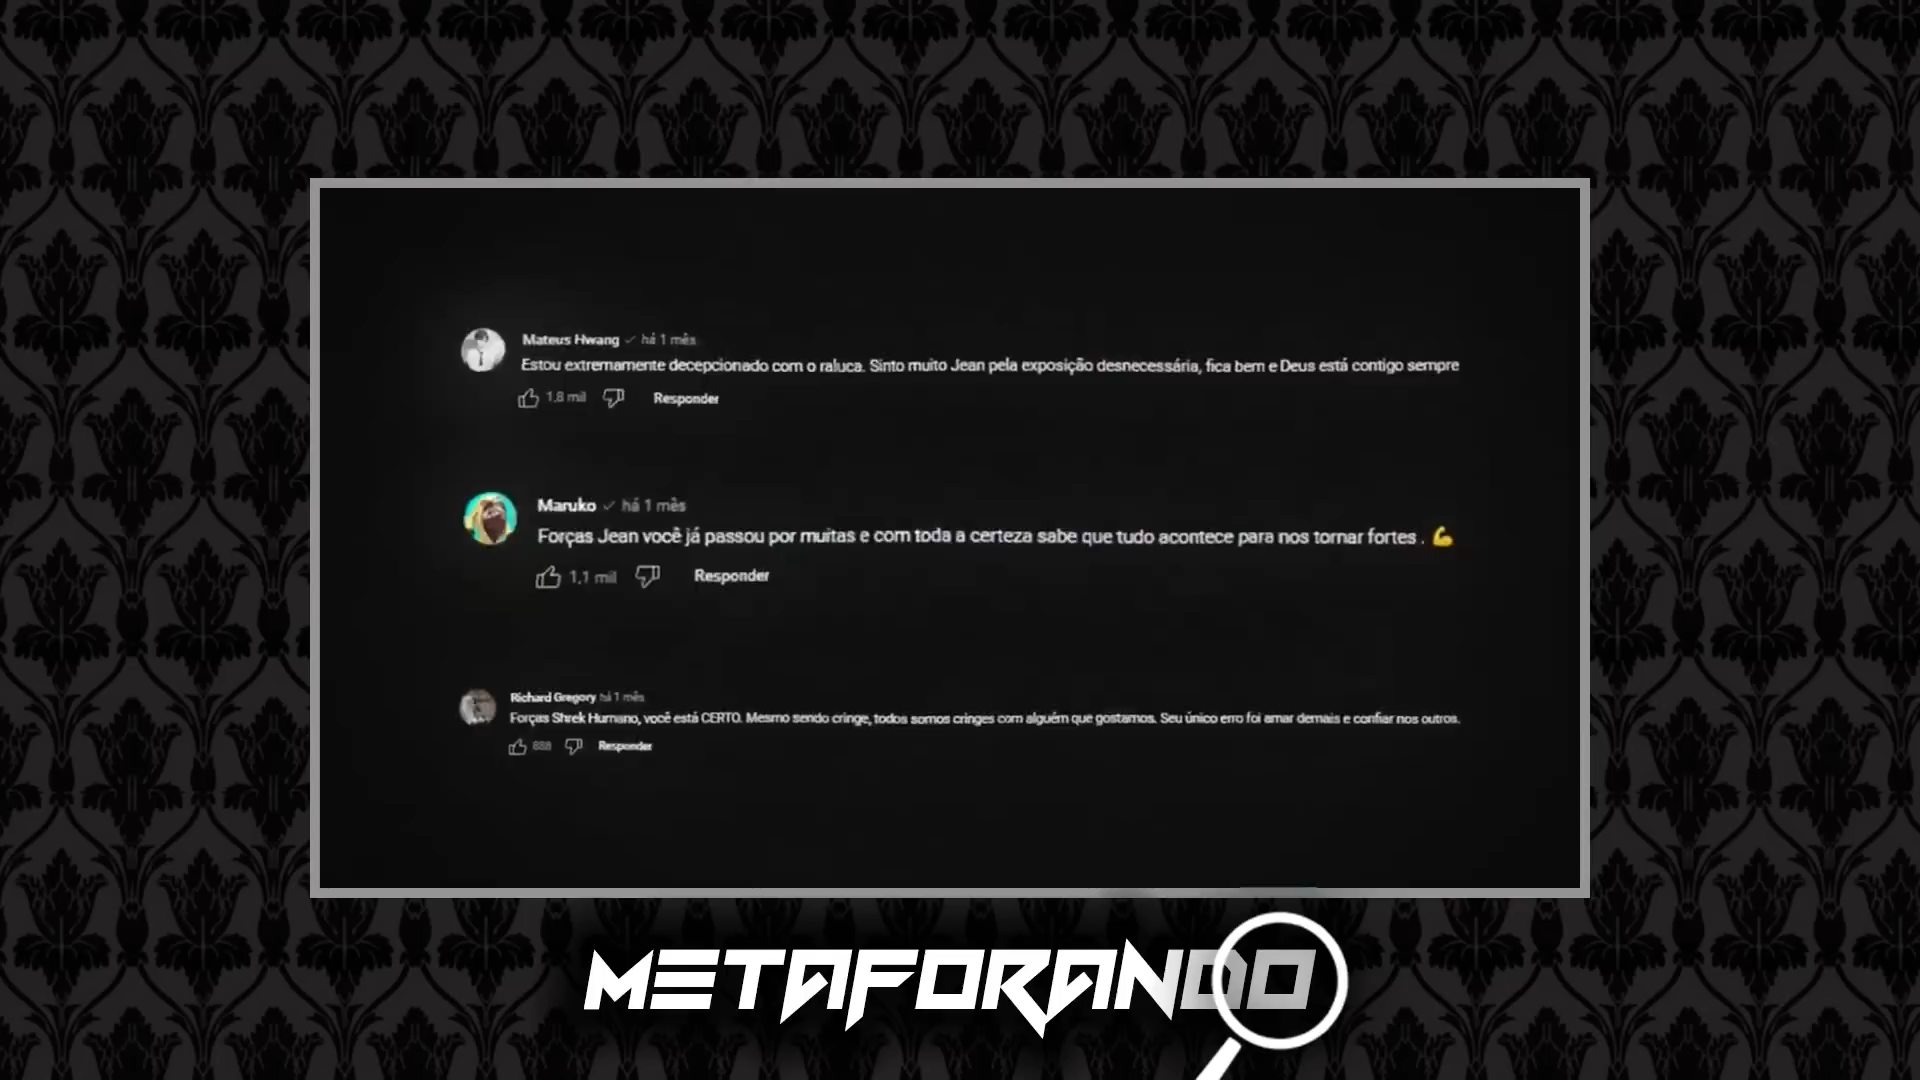 Mateus Hwang há 1 mês
Estou extremamente decepcionado com o raluca. Sinto muito Jean pela exposição desnecessária, fica bem e Deus está contigo sempre
1,8 mil Responder
Maruko há 1 mês
Forças Jean você já passou por muitas e com toda a certeza sabe que tudo acontece para nos tornar fortes . 💪
1,1 mil Responder
Richard Gregory há 1 mês
Forças Shrek Humano, você está CERTO. Mesmo sendo cringe, todos somos cringes com alguém que gostamos. Seu único erro foi amar demais e confiar nos outros.
Responder
METAFORANDO